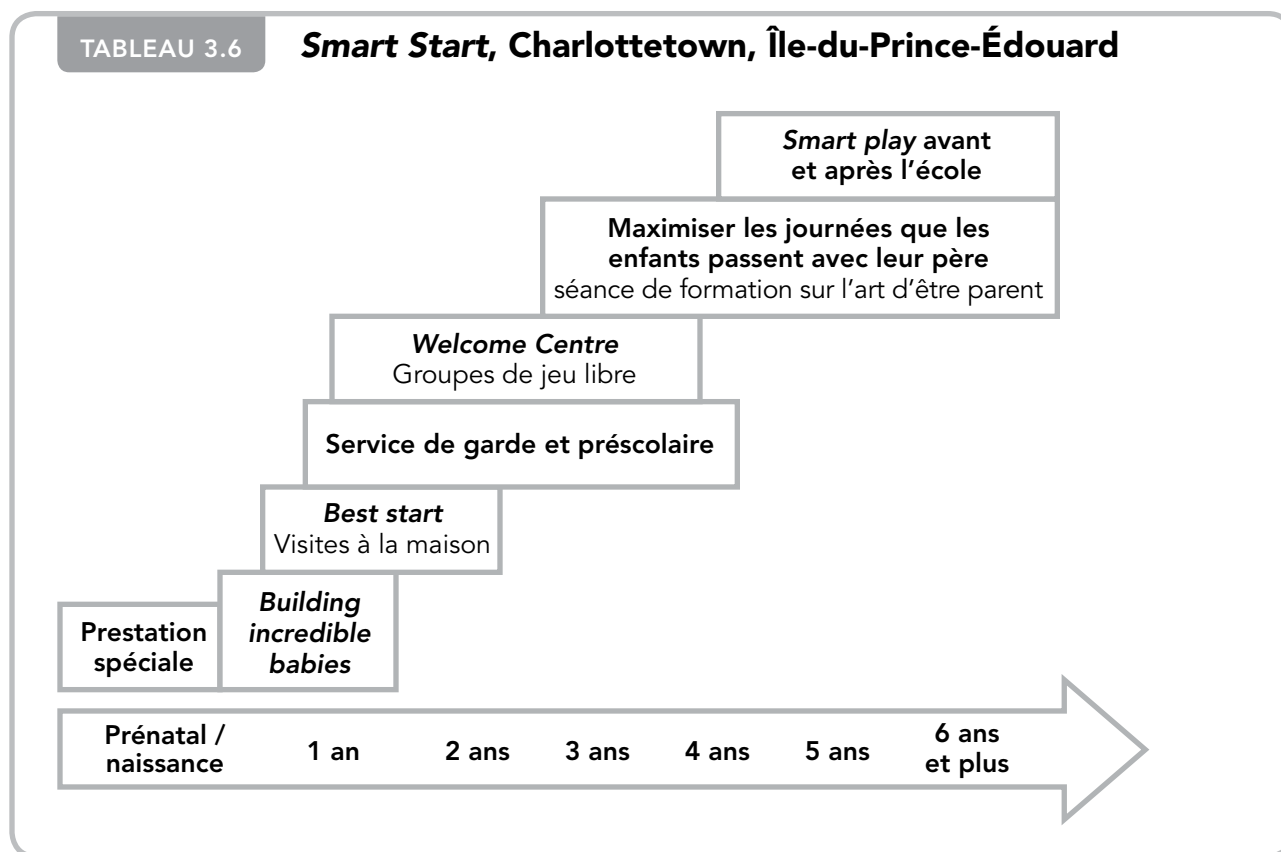 TABLEAU 3.6
Smart Start, Charlottetown, Île-du-Prince-Édouard
Smart play avant
et après l’école
Maximiser les journées que les
enfants passent avec leur père
séance de formation sur l’art d’être parent
Welcome Centre
Groupes de jeu libre
Service de garde et préscolaire
Best start
Visites à la maison
Building
incredible
babies
Prestation
spéciale
Prénatal /
naissance
1 an
2 ans
3 ans
4 ans
5 ans
6 ans
et plus